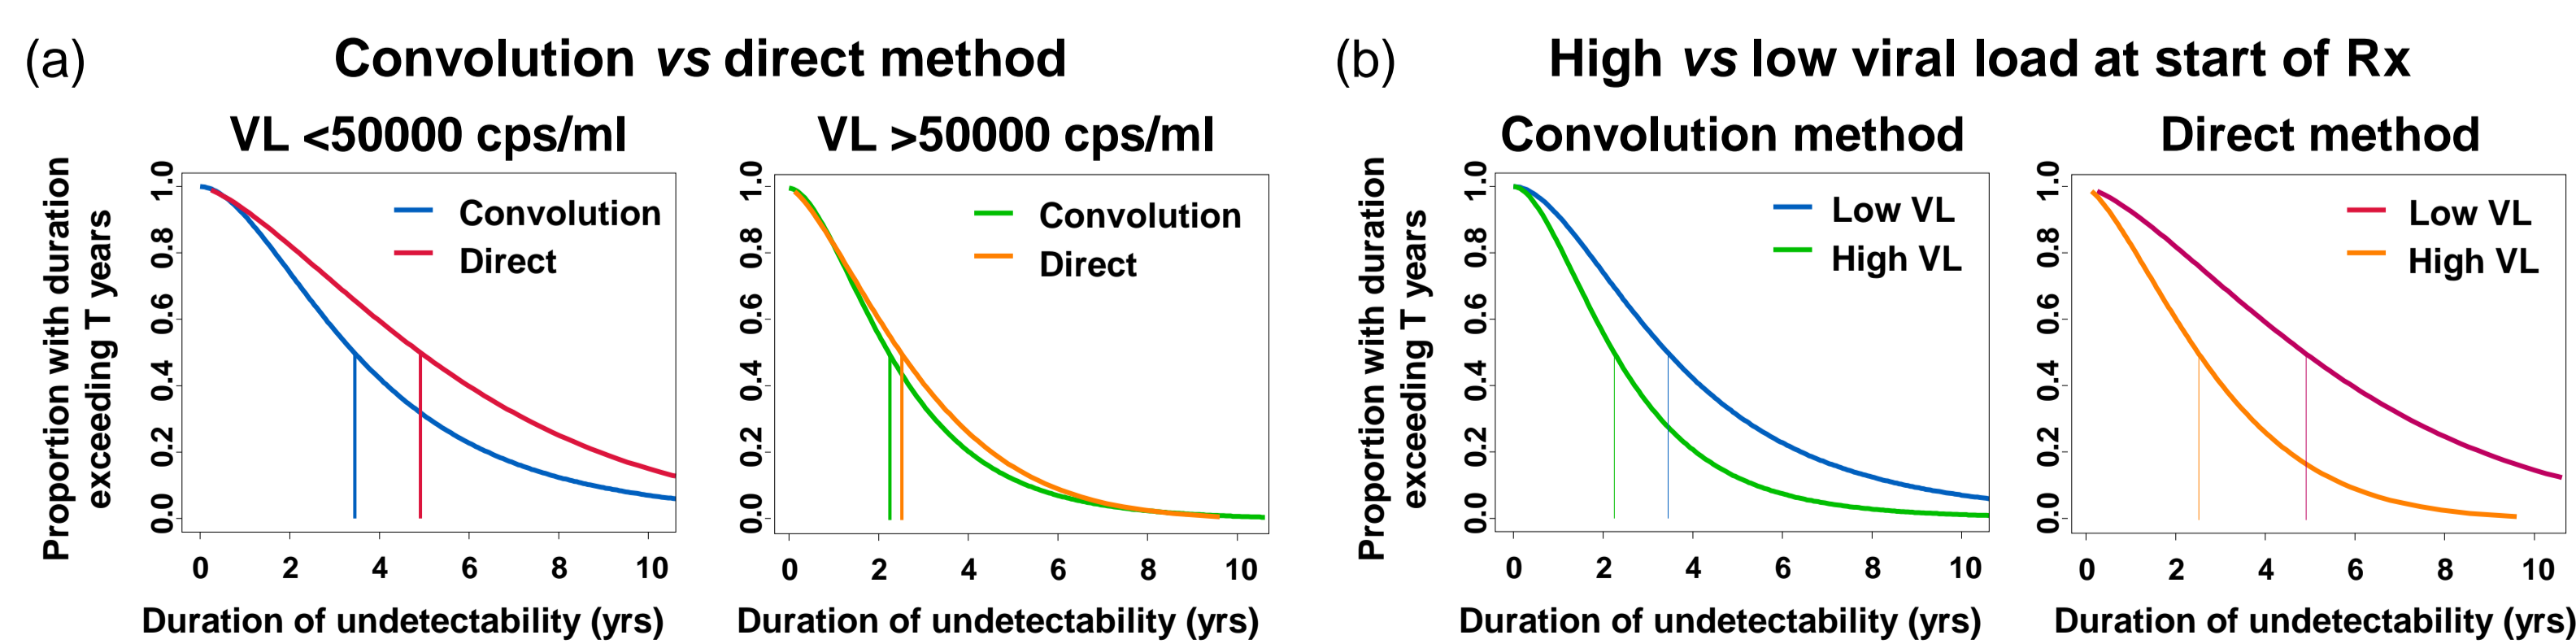 (a)
Convolution vs direct method
VL <50000 cps/ml
Proportion with duration
exceeding T years
1.0
0.8
0.6
0.4
0.2
0.0
Convolution
Direct
0 2 4 6 8 10
Duration of undetectability (yrs)
VL >50000 cps/ml
1.0
0.8
0.6
0.4
0.2
0.0
Convolution
Direct
0 2 4 6 8 10
Duration of undetectability (yrs)
(b)
High vs low viral load at start of Rx
Convolution method
Proportion with duration
exceeding T years
1.0
0.8
0.6
0.4
0.2
0.0
Low VL
High VL
0 2 4 6 8 10
Duration of undetectability (yrs)
Direct method
1.0
0.8
0.6
0.4
0.2
0.0
Low VL
High VL
0 2 4 6 8 10
Duration of undetectability (yrs)